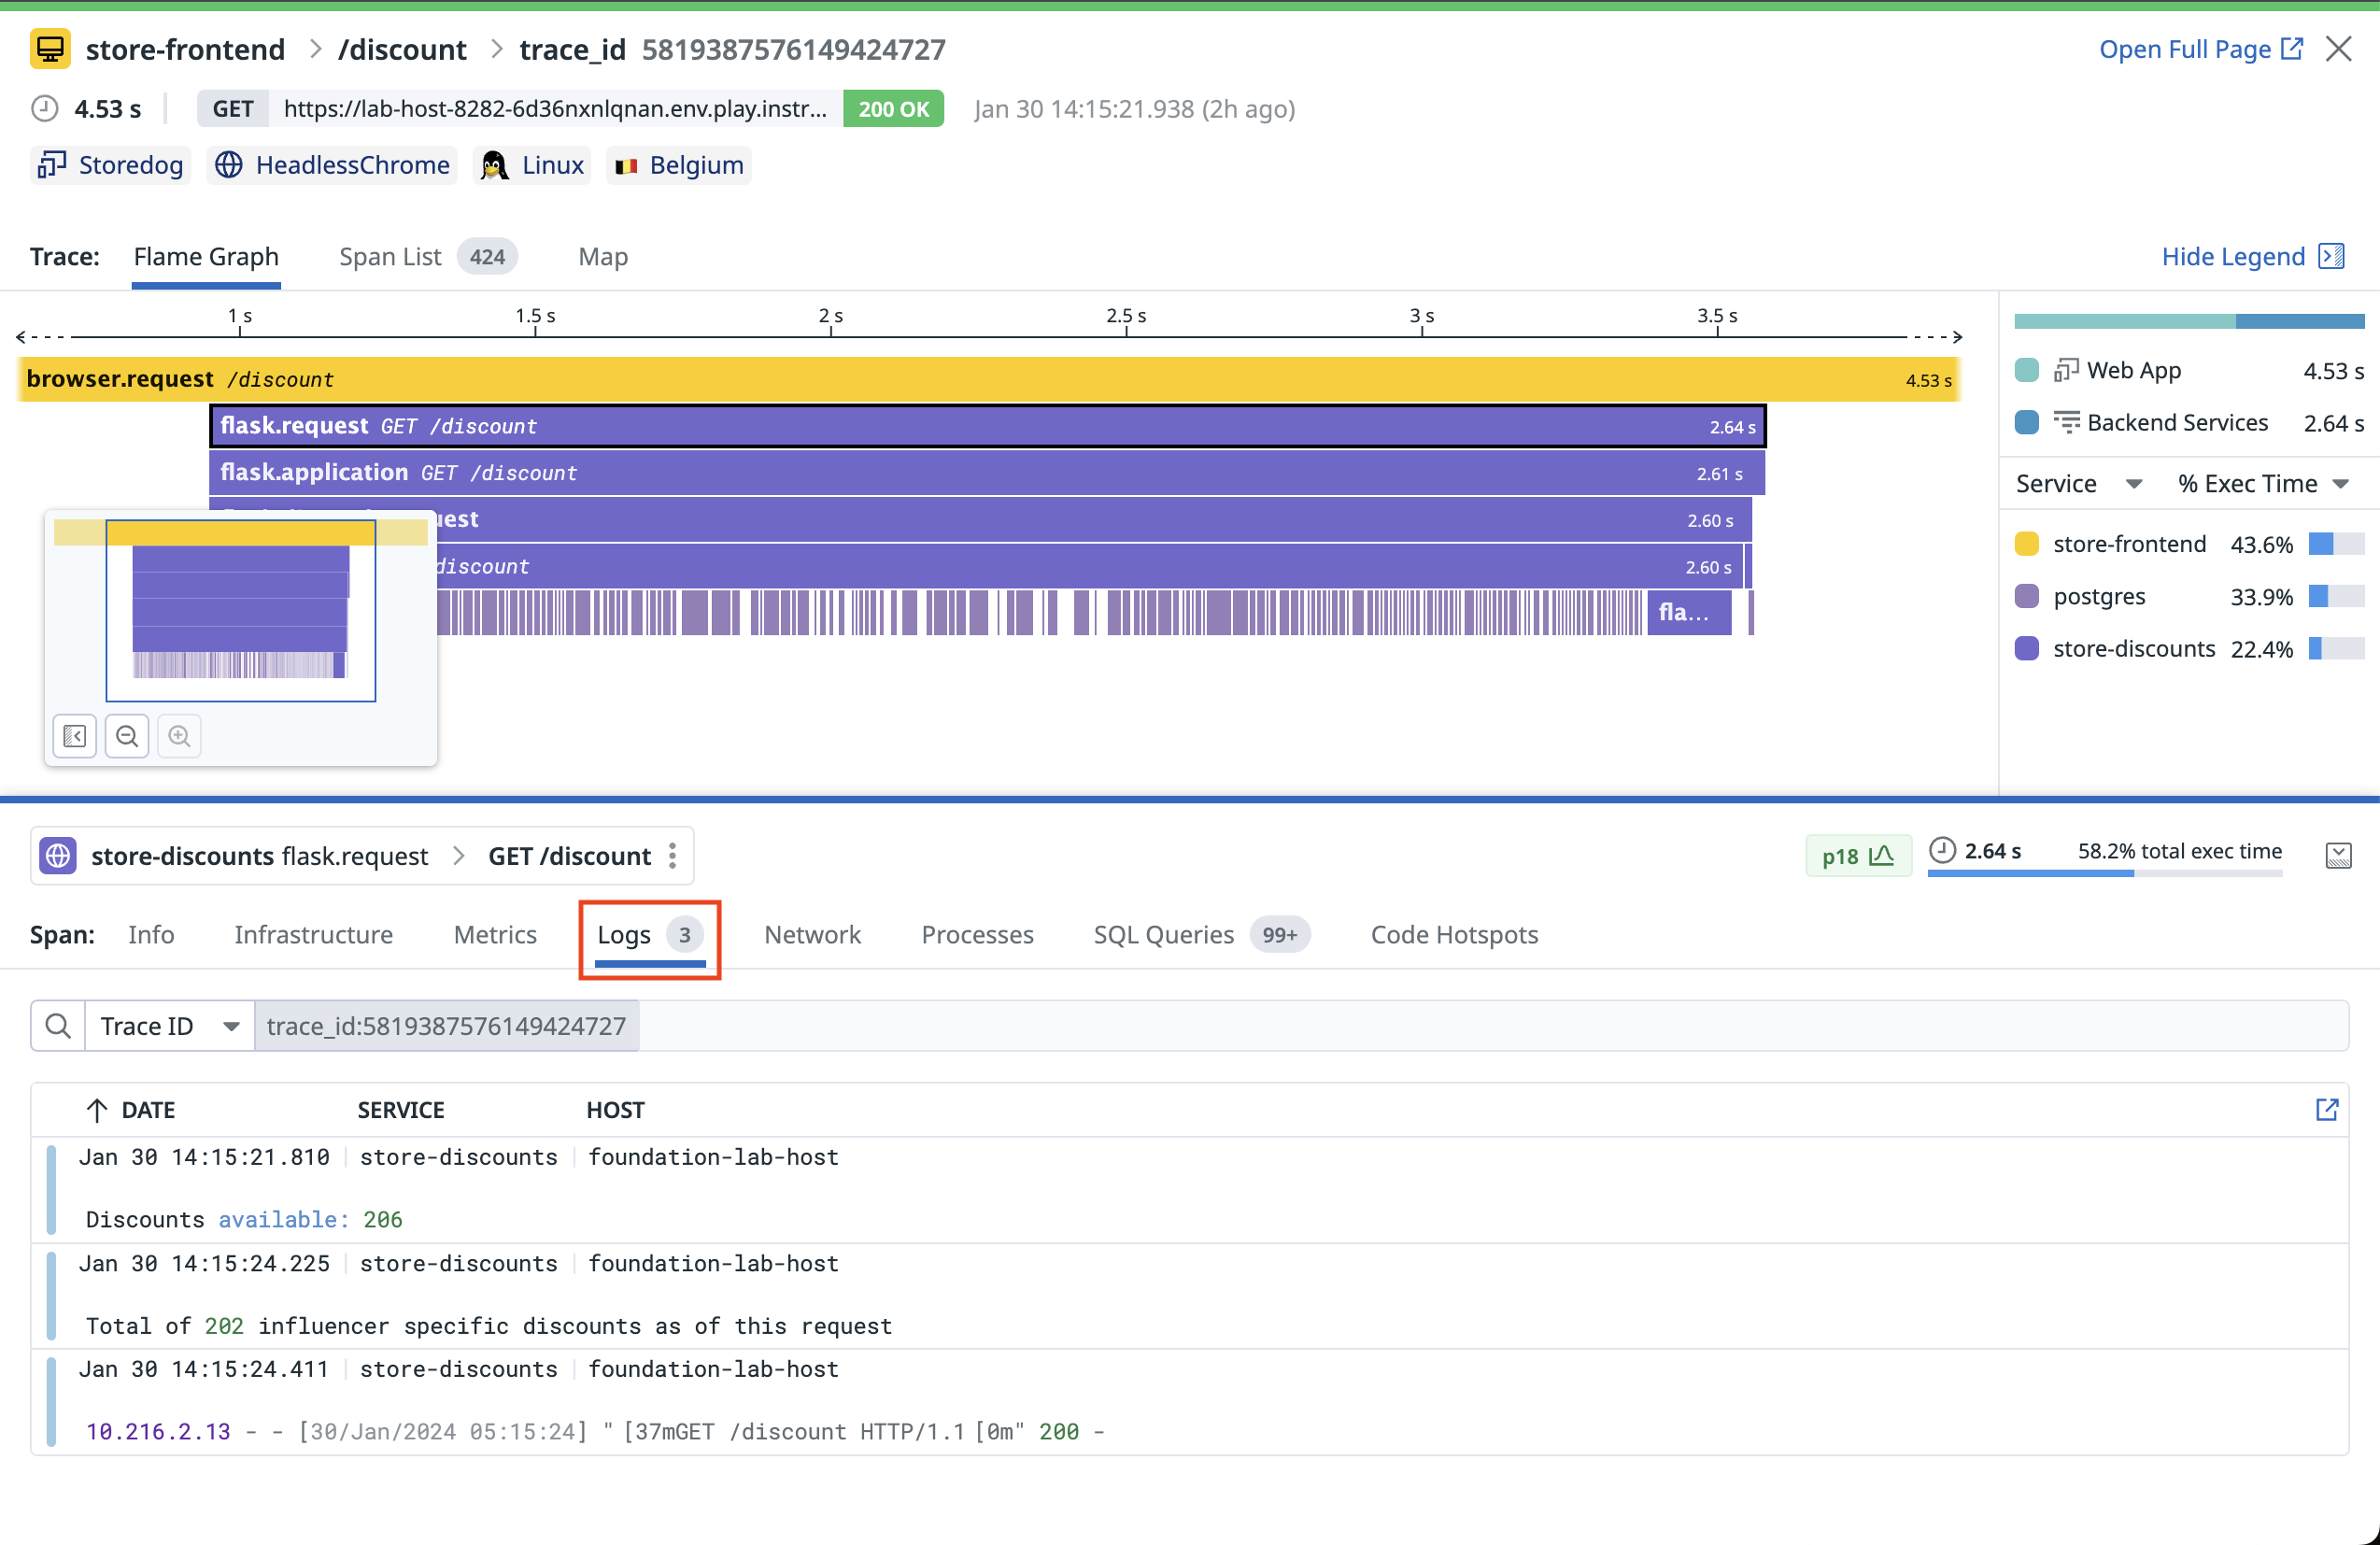 store-frontend > /discount > trace_id 5819387576149424727
Open Full Page
4.53 s GET https://lab-host-8282-6d36nxnlqnan.env.play.instr... 200 OK Jan 30 14:15:21.938 (2h ago)
Storedog HeadlessChrome Linux Belgium
Trace: Flame Graph Span List 424 Map
Hide Legend
1 s 1.5 s 2 s 2.5 s 3 s 3.5 s
browser.request /discount 4.53 s
flask.request GET /discount 2.64 s
flask.application GET /discount 2.61 s
2.60 s
discount 2.60 s
fla...
Web App 4.53 s
Backend Services 2.64 s
Service % Exec Time
store-frontend 43.6%
postgres 33.9%
store-discounts 22.4%
store-discounts flask.request > GET /discount
p18 2.64 s 58.2% total exec time
Span: Info Infrastructure Metrics Logs 3 Network Processes SQL Queries 99+ Code Hotspots
Trace ID trace_id:5819387576149424727
DATE SERVICE HOST
Jan 30 14:15:21.810 store-discounts foundation-lab-host
Discounts available: 206
Jan 30 14:15:24.225 store-discounts foundation-lab-host
Total of 202 influencer specific discounts as of this request
Jan 30 14:15:24.411 store-discounts foundation-lab-host
10.216.2.13 - - [30/Jan/2024 05:15:24] " [37mGET /discount HTTP/1.1 [0m" 200 -